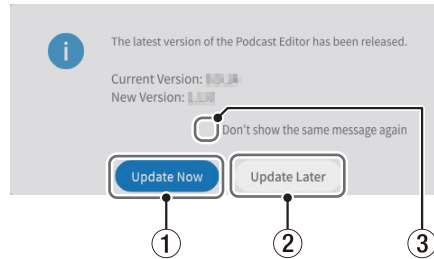 The latest version of the Podcast Editor has been released.
Current Version:
New Version:
Don't show the same message again
Update Now
Update Later
1
2
3